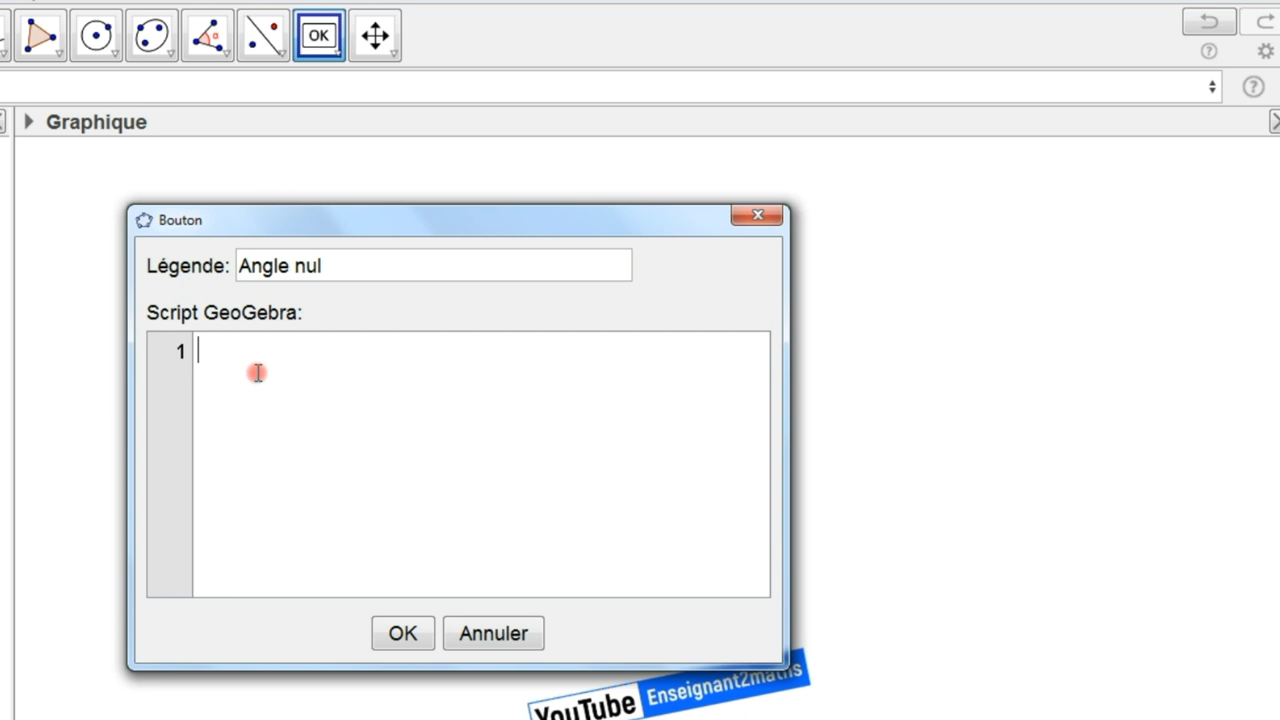 OK
Graphique
Bouton
Légende: Angle nul
Script GeoGebra:
1
OK Annuler
YouTube Enseignant2maths